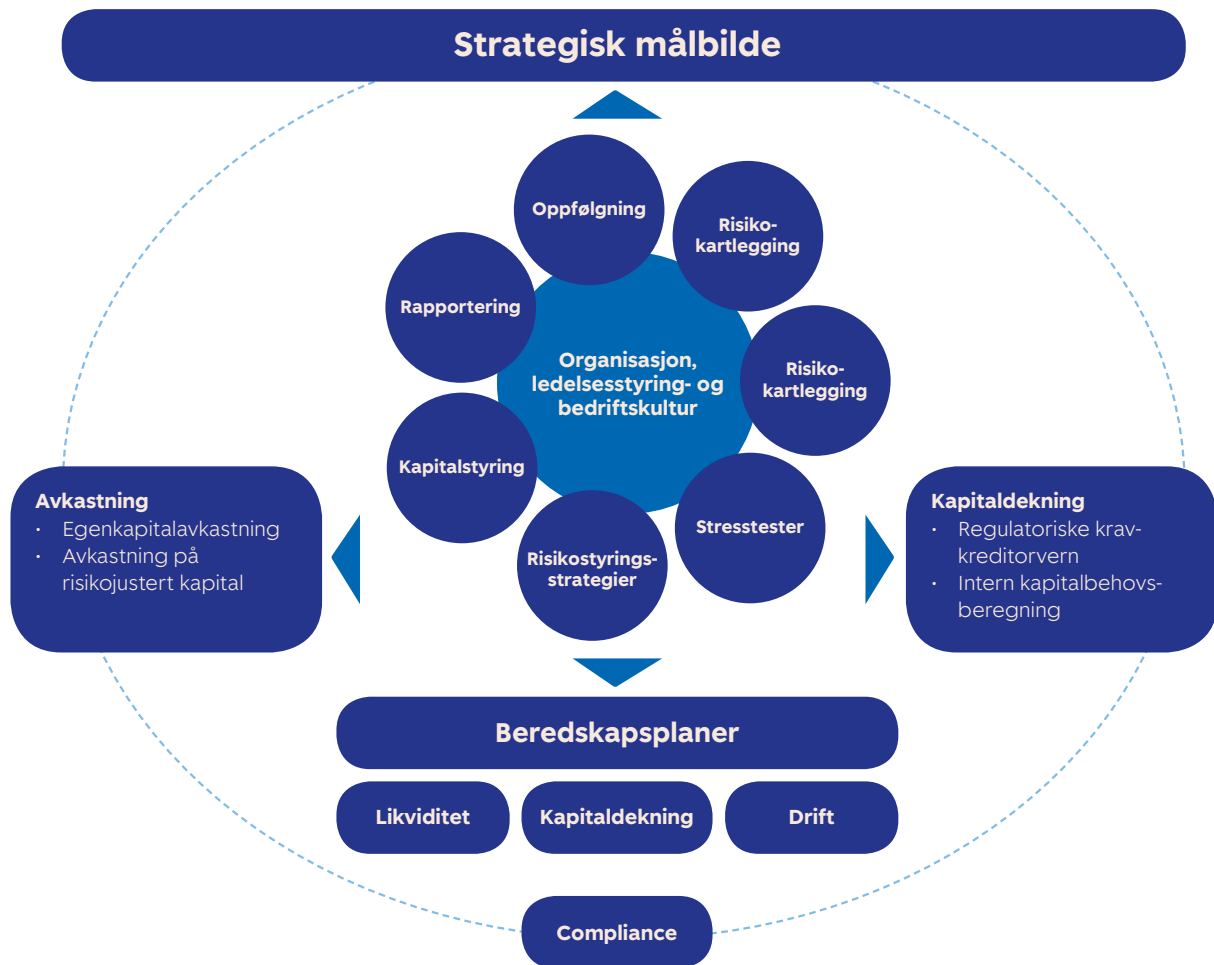 Strategisk målbilde
Oppfølgning
Risiko-
kartlegging
Rapportering
Organisasjon,
ledelsesstyring- og
bedriftskultur
Risiko-
kartlegging
Kapitalstyring
Stresstester
Risikostyrings-
strategier
Avkastning
· Egenkapitalavkastning
· Avkastning på
risikojustert kapital
Kapitaldekning
· Regulatoriske krav-
kreditorvern
· Intern kapitalbehovs-
beregning
Beredskapsplaner
Likviditet
Kapitaldekning
Drift
Compliance